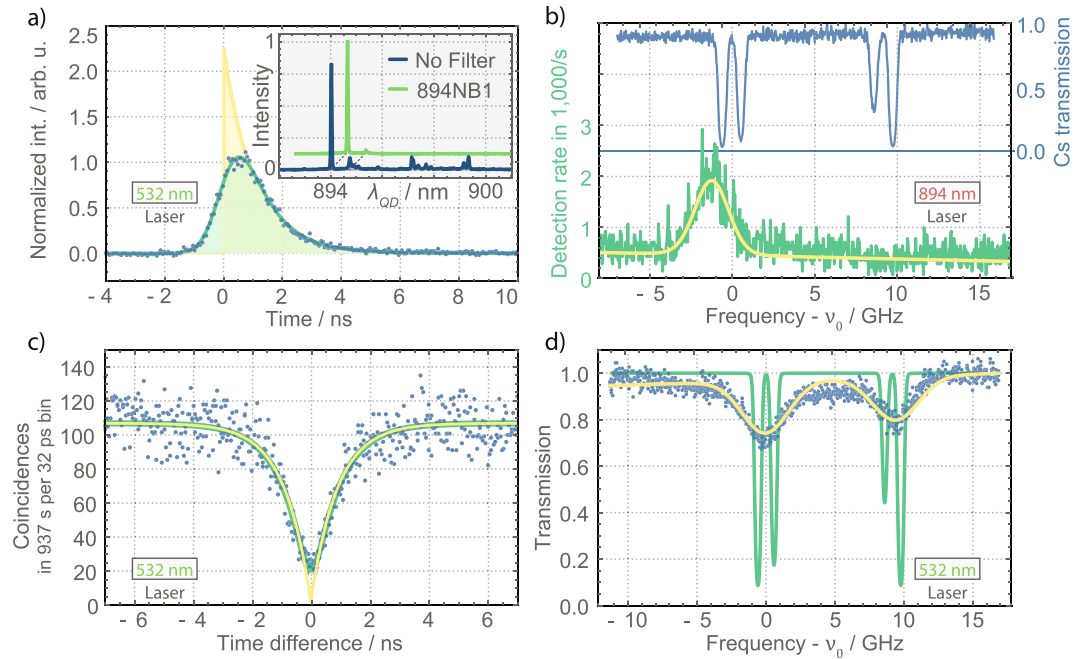 a)
Normalized int. / arb. u.
2.5
2.0
1.5
1.0
0.5
0.0
- 4
- 2
0
2
4
6
8
10
Time / ns
532 nm
Laser
Intensity
1
0
No Filter
894NB1
894
λQD / nm
900
b)
Detection rate in 1,000/s
3
2
1
0
1.0
0.5
0.0
Cs transmission
894 nm
Laser
- 5
0
5
10
15
Frequency - ν0 / GHz
c)
Coincidences
in 937 s per 32 ps bin
140
120
100
80
60
40
20
0
532 nm
Laser
- 6
- 4
- 2
0
2
4
6
Time difference / ns
d)
Transmission
1.0
0.8
0.6
0.4
0.2
0.0
532 nm
Laser
- 10
- 5
0
5
10
15
Frequency - ν0 / GHz